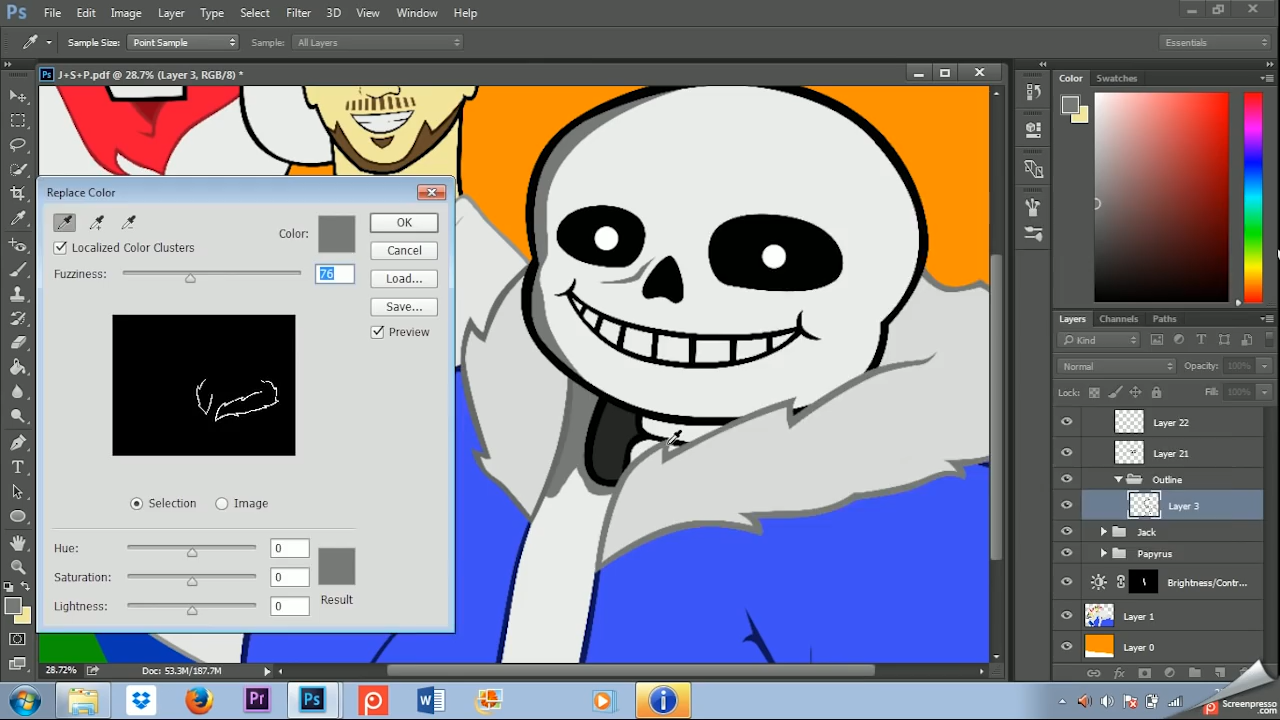 Ps File Edit Image Layer Type Select Filter 3D View Window Help
Sample Size: Point Sample Sample: All Layers Essentials
Ps J+S+P.pdf @ 28.7% (Layer 3, RGB/8) *
Color Swatches
Replace Color
OK
Color:
Localized Color Clusters
Cancel
Fuzziness: 76
Load...
Save...
Preview
Selection Image
Hue: 0
Saturation: 0
Result
Lightness: 0
Layers Channels Paths
Kind
Normal Opacity: 100%
Lock: Fill: 100%
Layer 22
Layer 21
Outline
Layer 3
Jack
Papyrus
Brightness/Contr...
Layer 1
Layer 0
28.72% Doc: 53.3M/187.7M
Pr Ps W
Screenpresso
.com